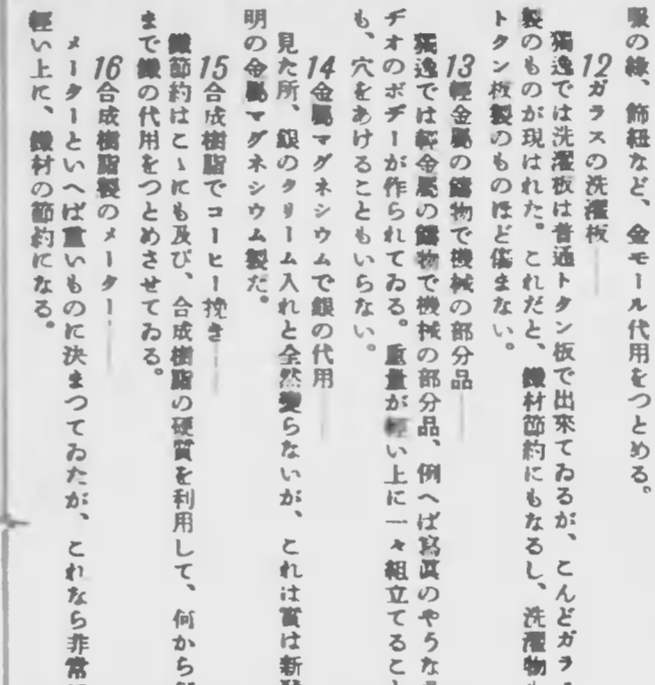 吸の緣、飾紐など、金モール代用をつとめる。
12 ガラスの洗濯板――
獨逸では洗濯板は普通トタン板で出來てゐるが、こんどガラ
製のものが現はれた。これだと、鐵材節約にもなるし、洗濯物
トタン板製のものほど傷まない。
13 輕金屬の鑄物で機械の部分品――
獨逸では輕金屬の鑄物で機械の部分品、例へば寫眞のやうな
ヂオのボデーが作られてゐる。重量が輕い上に一々組立てること
も、穴をあけることもいらない。
14 金屬マグネシウムで銀の代用――
見た所、銀のクリーム入れと全然變らないが、これは實は新
明の金屬マグネシウム製だ。
15 合成樹脂でコーヒー挽き――
鐵節約はこゝにも及び、合成樹脂の硬質を利用して、何から
まで鐵の代用をつとめさせてゐる。
16 合成樹脂製のメーター――
メーターといへば重いものに決まつてゐたが、これなら非常
輕い上に、鐵材の節約になる。